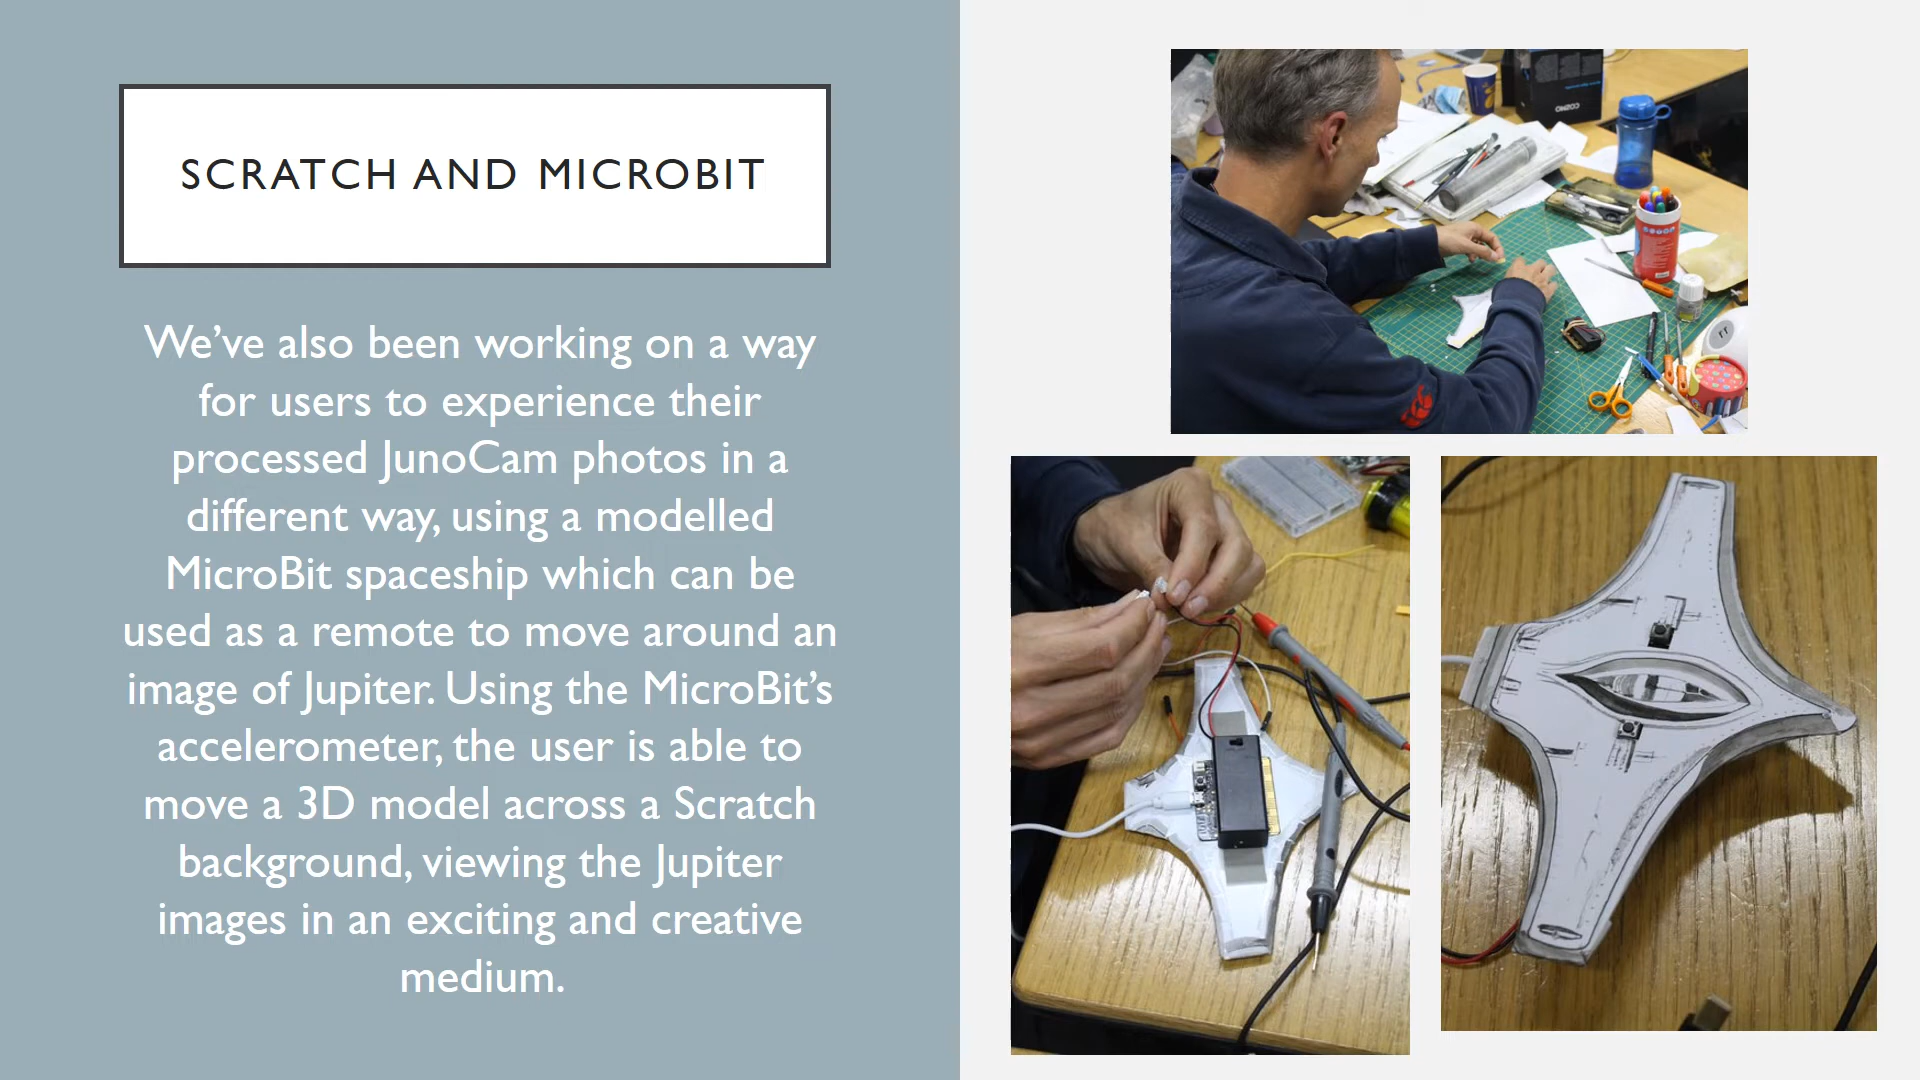 SCRATCH AND MICROBIT
We’ve also been working on a way
for users to experience their
processed JunoCam photos in a
different way, using a modelled
MicroBit spaceship which can be
used as a remote to move around an
image of Jupiter. Using the MicroBit’s
accelerometer, the user is able to
move a 3D model across a Scratch
background, viewing the Jupiter
images in an exciting and creative
medium.
COZMO